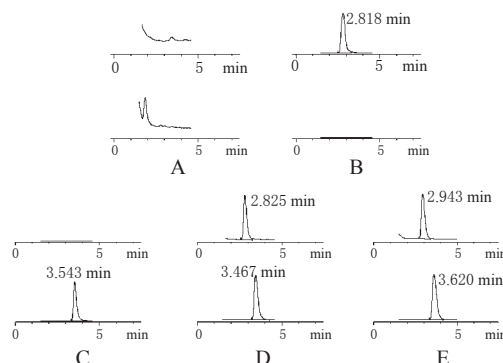 2.818 min
0 5 min 0 5 min
0 5 min 0 5 min
A B
2.825 min 2.943 min
0 5 min 0 5 min 0 5 min
3.543 min 3.467 min 3.620 min
0 5 min 0 5 min 0 5 min
C D E